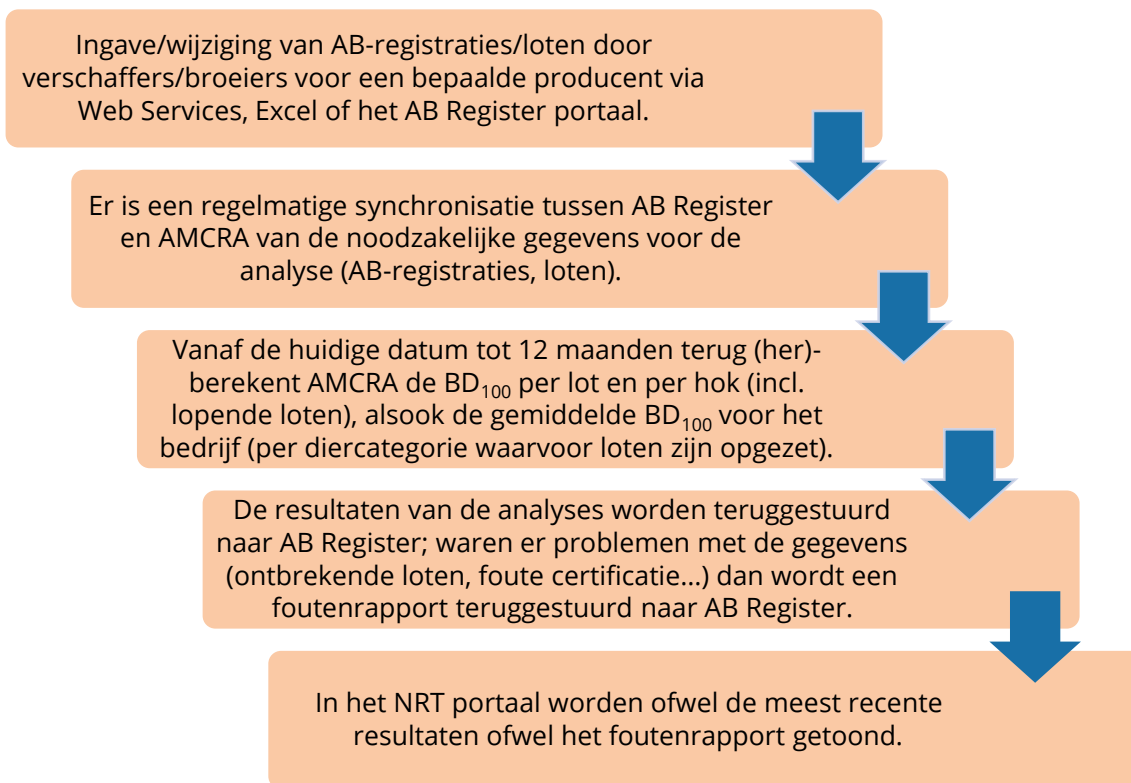 Ingave/wijziging van AB-registraties/loten door
verschaffers/broeiers voor een bepaalde producent via
Web Services, Excel of het AB Register portaal.
Er is een regelmatige synchronisatie tussen AB Register
en AMCRA van de noodzakelijke gegevens voor de
analyse (AB-registraties, loten).
Vanaf de huidige datum tot 12 maanden terug (her)-
berekent AMCRA de BD₁₀₀ per lot en per hok (incl.
lopende loten), alsook de gemiddelde BD₁₀₀ voor het
bedrijf (per diercategorie waarvoor loten zijn opgezet).
De resultaten van de analyses worden teruggestuurd
naar AB Register; waren er problemen met de gegevens
(ontbrekende loten, foute certificatie...) dan wordt een
foutenrapport teruggestuurd naar AB Register.
In het NRT portaal worden ofwel de meest recente
resultaten ofwel het foutenrapport getoond.